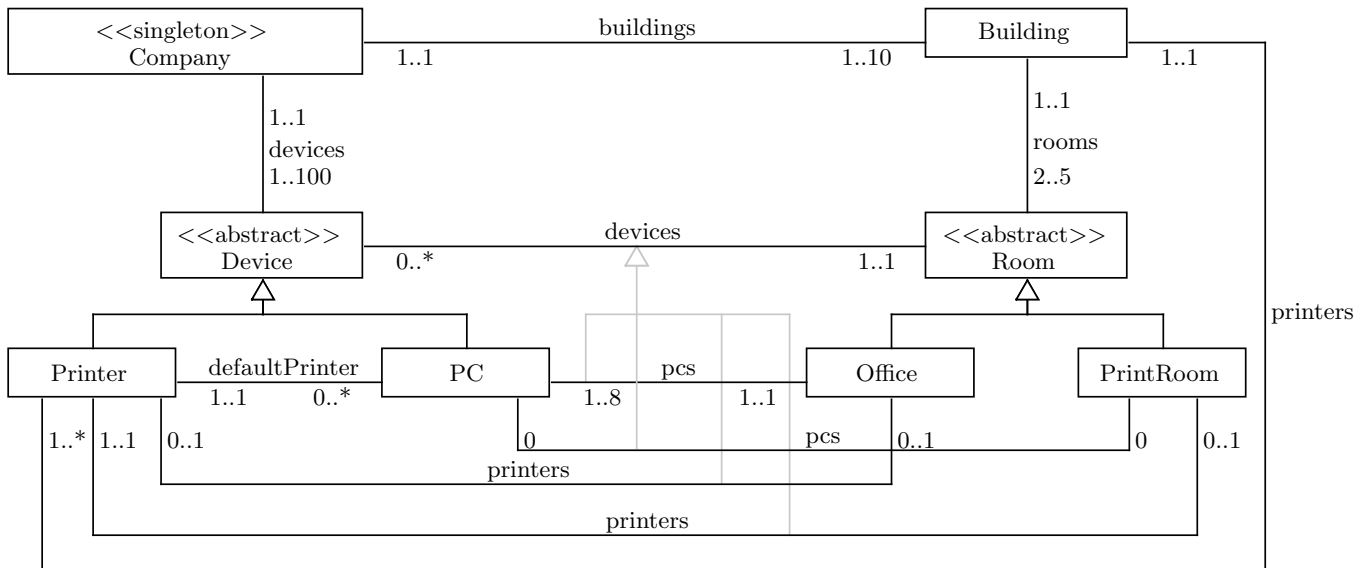 <<singleton>>
Company
buildings
1..1
1..10
Building
1..1
1..1
devices
1..100
1..1
rooms
2..5
<<abstract>>
Device
devices
0..*
1..1
<<abstract>>
Room
printers
Printer
defaultPrinter
1..1
0..*
PC
pcs
1..8
1..1
Office
PrintRoom
1..*
1..1
0..1
0
pcs
0..1
0
0..1
printers
printers